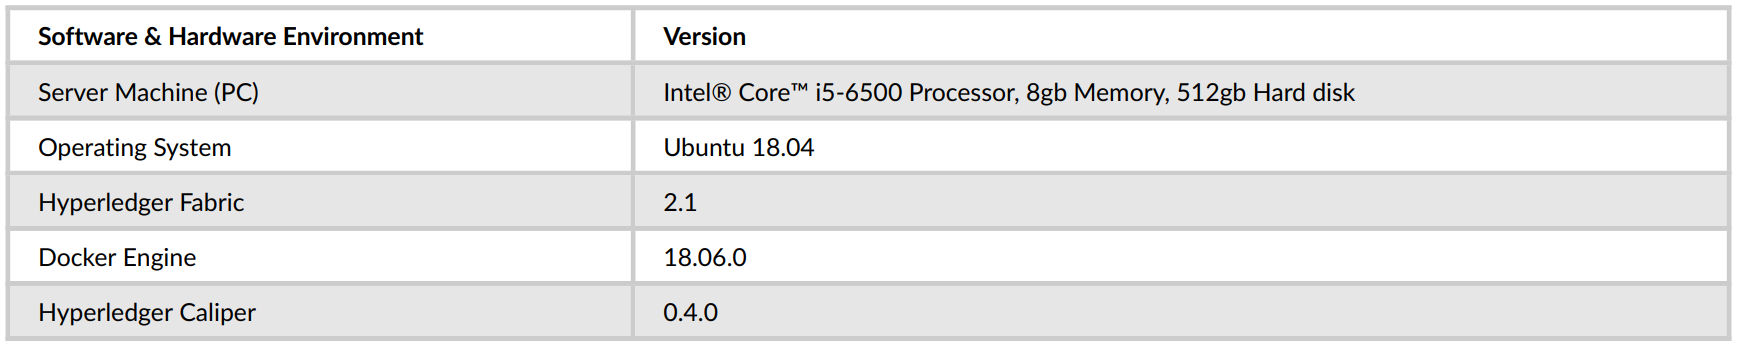 Software & Hardware Environment Version
Server Machine (PC) Intel® Core™ i5-6500 Processor, 8gb Memory, 512gb Hard disk
Operating System Ubuntu 18.04
Hyperledger Fabric 2.1
Docker Engine 18.06.0
Hyperledger Caliper 0.4.0